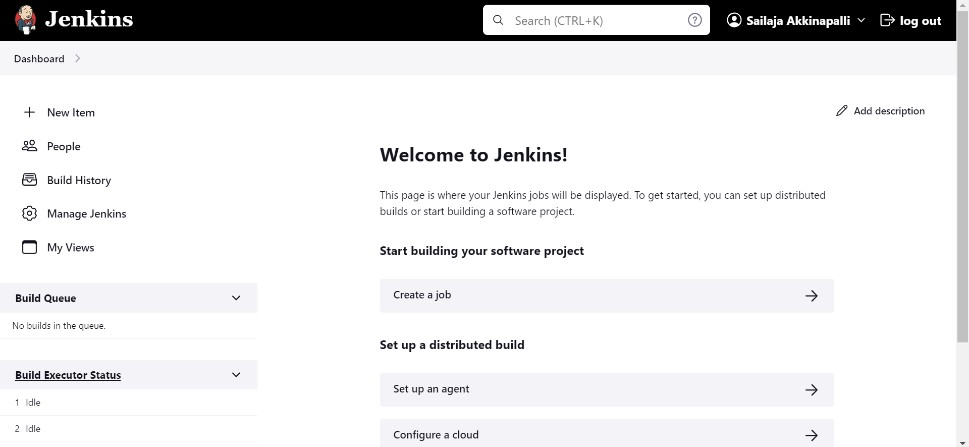 Jenkins
Search (CTRL+K)
Sailaja Akkinapalli
log out
Dashboard
New Item
People
Build History
Manage Jenkins
My Views
Build Queue
No builds in the queue.
Build Executor Status
1 Idle
2 Idle
Add description
Welcome to Jenkins!
This page is where your Jenkins jobs will be displayed. To get started, you can set up distributed
builds or start building a software project.
Start building your software project
Create a job
Set up a distributed build
Set up an agent
Configure a cloud